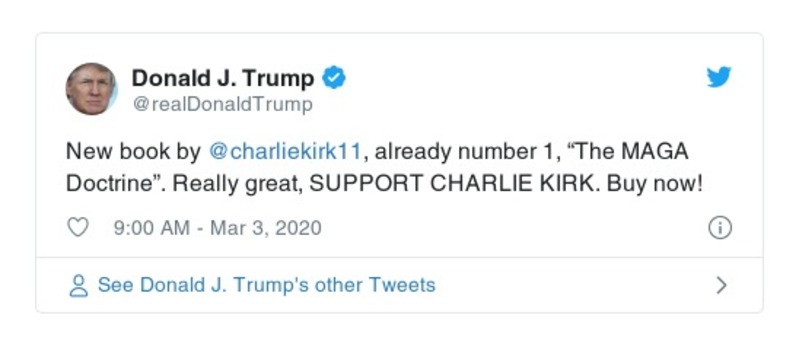 Donald J. Trump
@realDonaldTrump
New book by @charliekirk11, already number 1, “The MAGA
Doctrine”. Really great, SUPPORT CHARLIE KIRK. Buy now!
9:00 AM - Mar 3, 2020
See Donald J. Trump's other Tweets